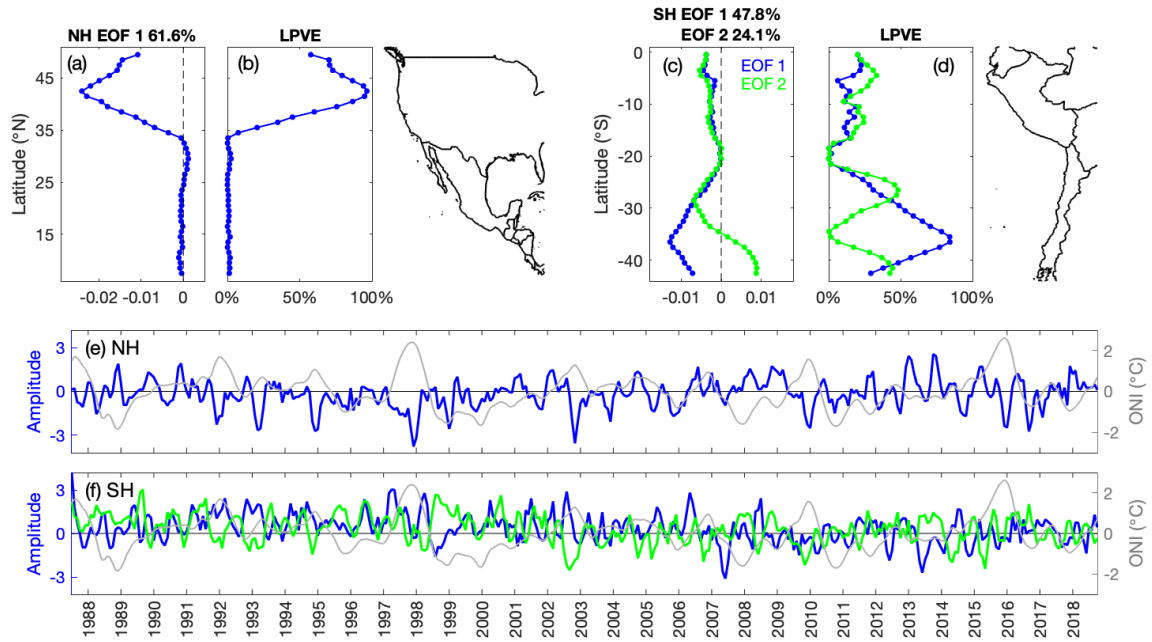 NH EOF 1 61.6%
LPVE
SH EOF 1 47.8%
EOF 2 24.1%
LPVE
(a)
(b)
(c)
EOF 1
EOF 2
(d)
Latitude (°N)
45
35
25
15
-0.02 -0.01 0
0% 50% 100%
Latitude (°S)
-0
-10
-20
-30
-40
-0.01 0 0.01
0% 50% 100%
(e) NH
Amplitude
3
0
-3
2
0
-2
ONI (°C)
(f) SH
Amplitude
3
0
-3
2
0
-2
ONI (°C)
1988 1989 1990 1991 1992 1993 1994 1995 1996 1997 1998 1999 2000 2001 2002 2003 2004 2005 2006 2007 2008 2009 2010 2011 2012 2013 2014 2015 2016 2017 2018